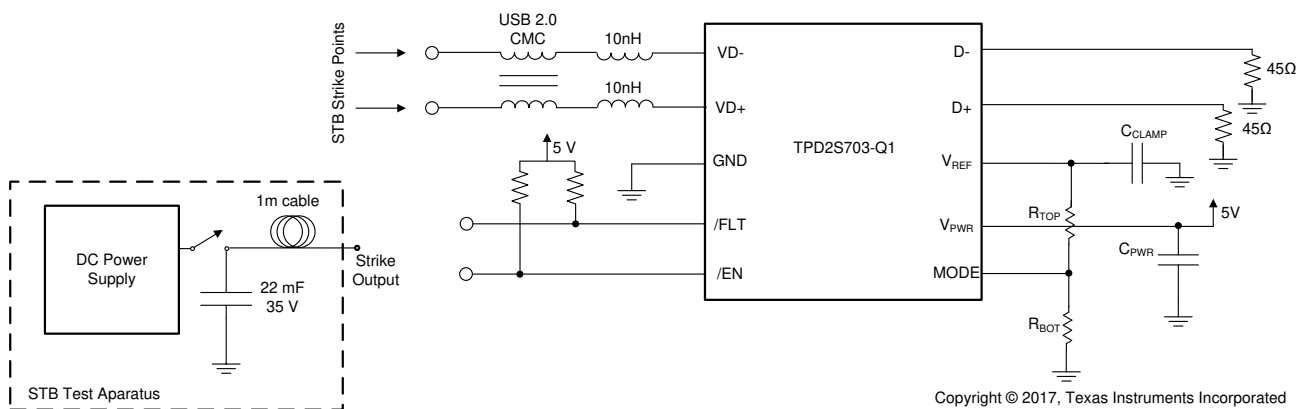 USB 2.0
CMC
10nH
10nH
STB Strike Points
VD-
VD+
GND
/FLT
/EN
TPD2S703-Q1
D-
D+
VREF
VPWR
MODE
45Ω
45Ω
CCLAMP
RTOP
5V
CPWR
RBOT
5 V
1m cable
DC Power
Supply
Strike
Output
22 mF
35 V
STB Test Aparatus
Copyright © 2017, Texas Instruments Incorporated